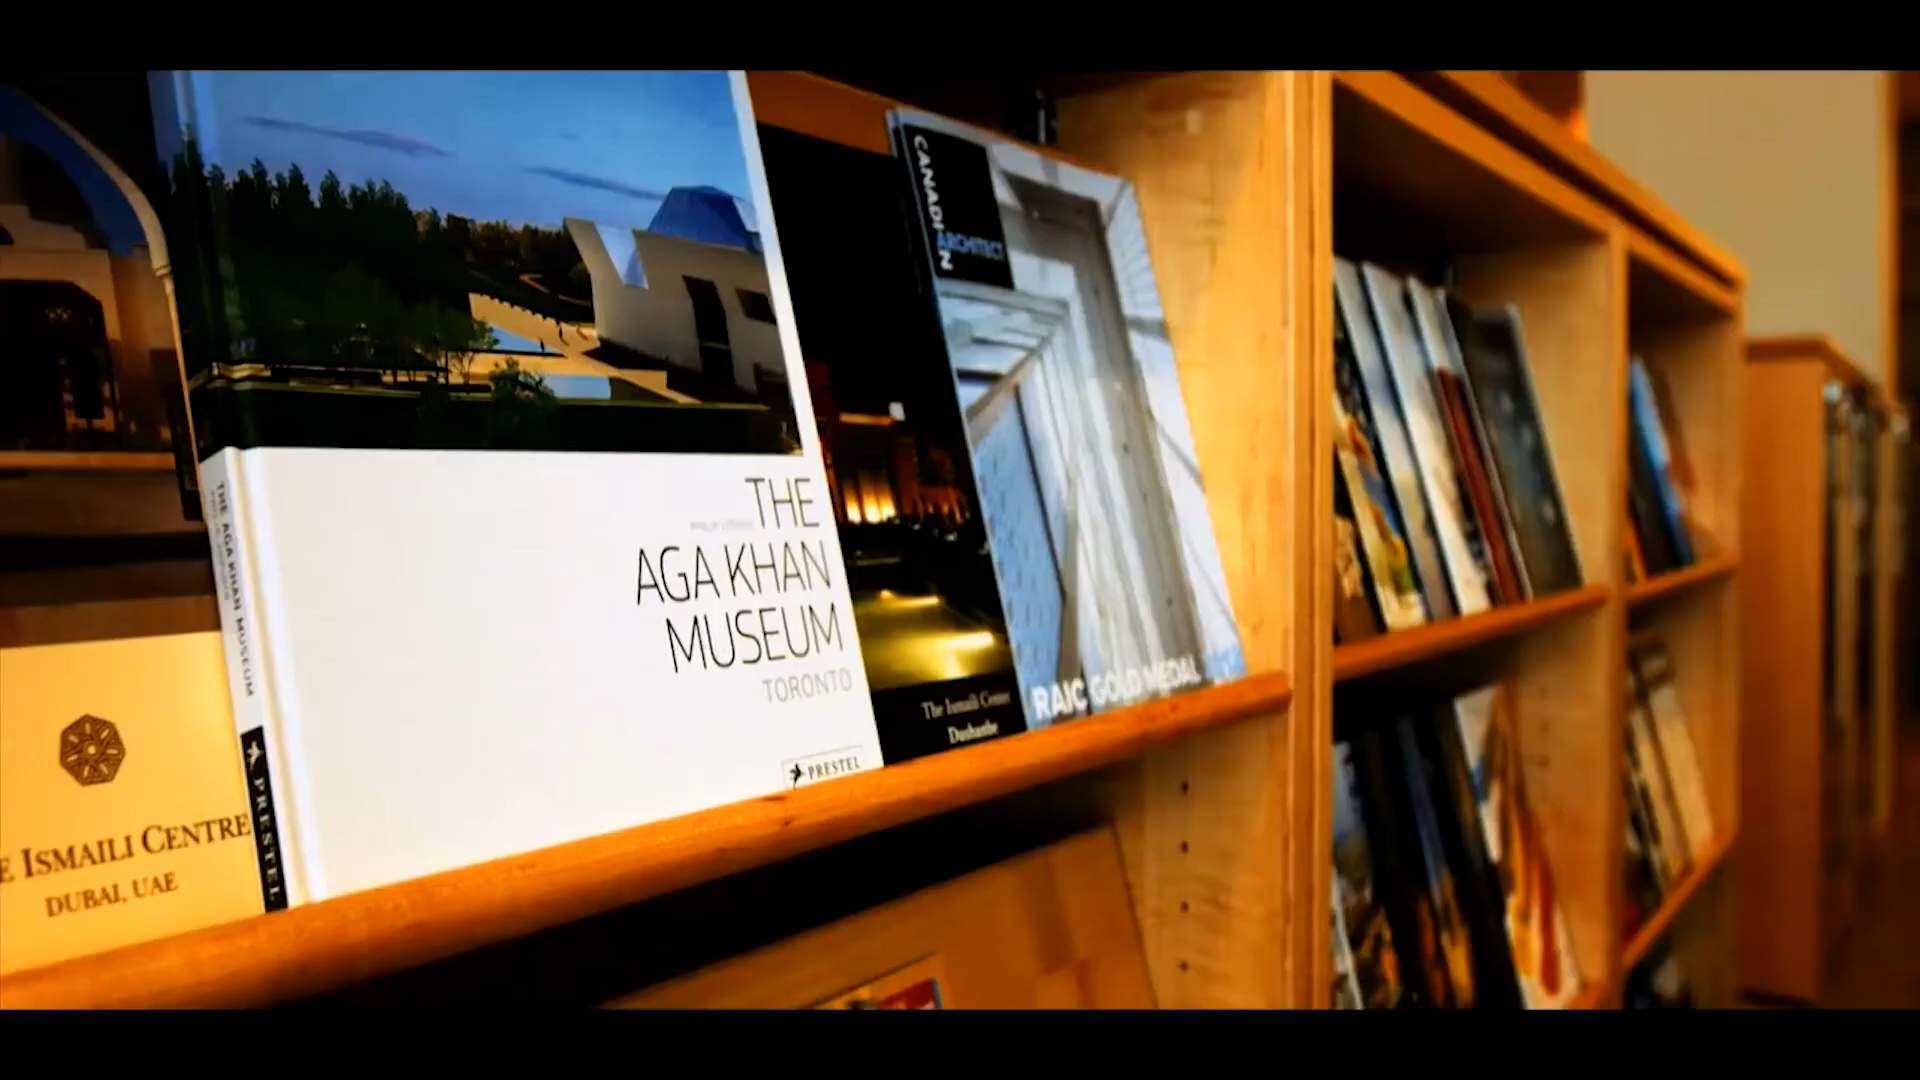 THE
AGA KHAN
MUSEUM
TORONTO
PRESTEL
THE AGA KHAN MUSEUM
PRESTEL
E ISMAILI CENTRE
DUBAI, UAE
The Ismaili Centre
Dushanbe
CANADI N
ARCHITECT
RAIC GOLD MEDAL